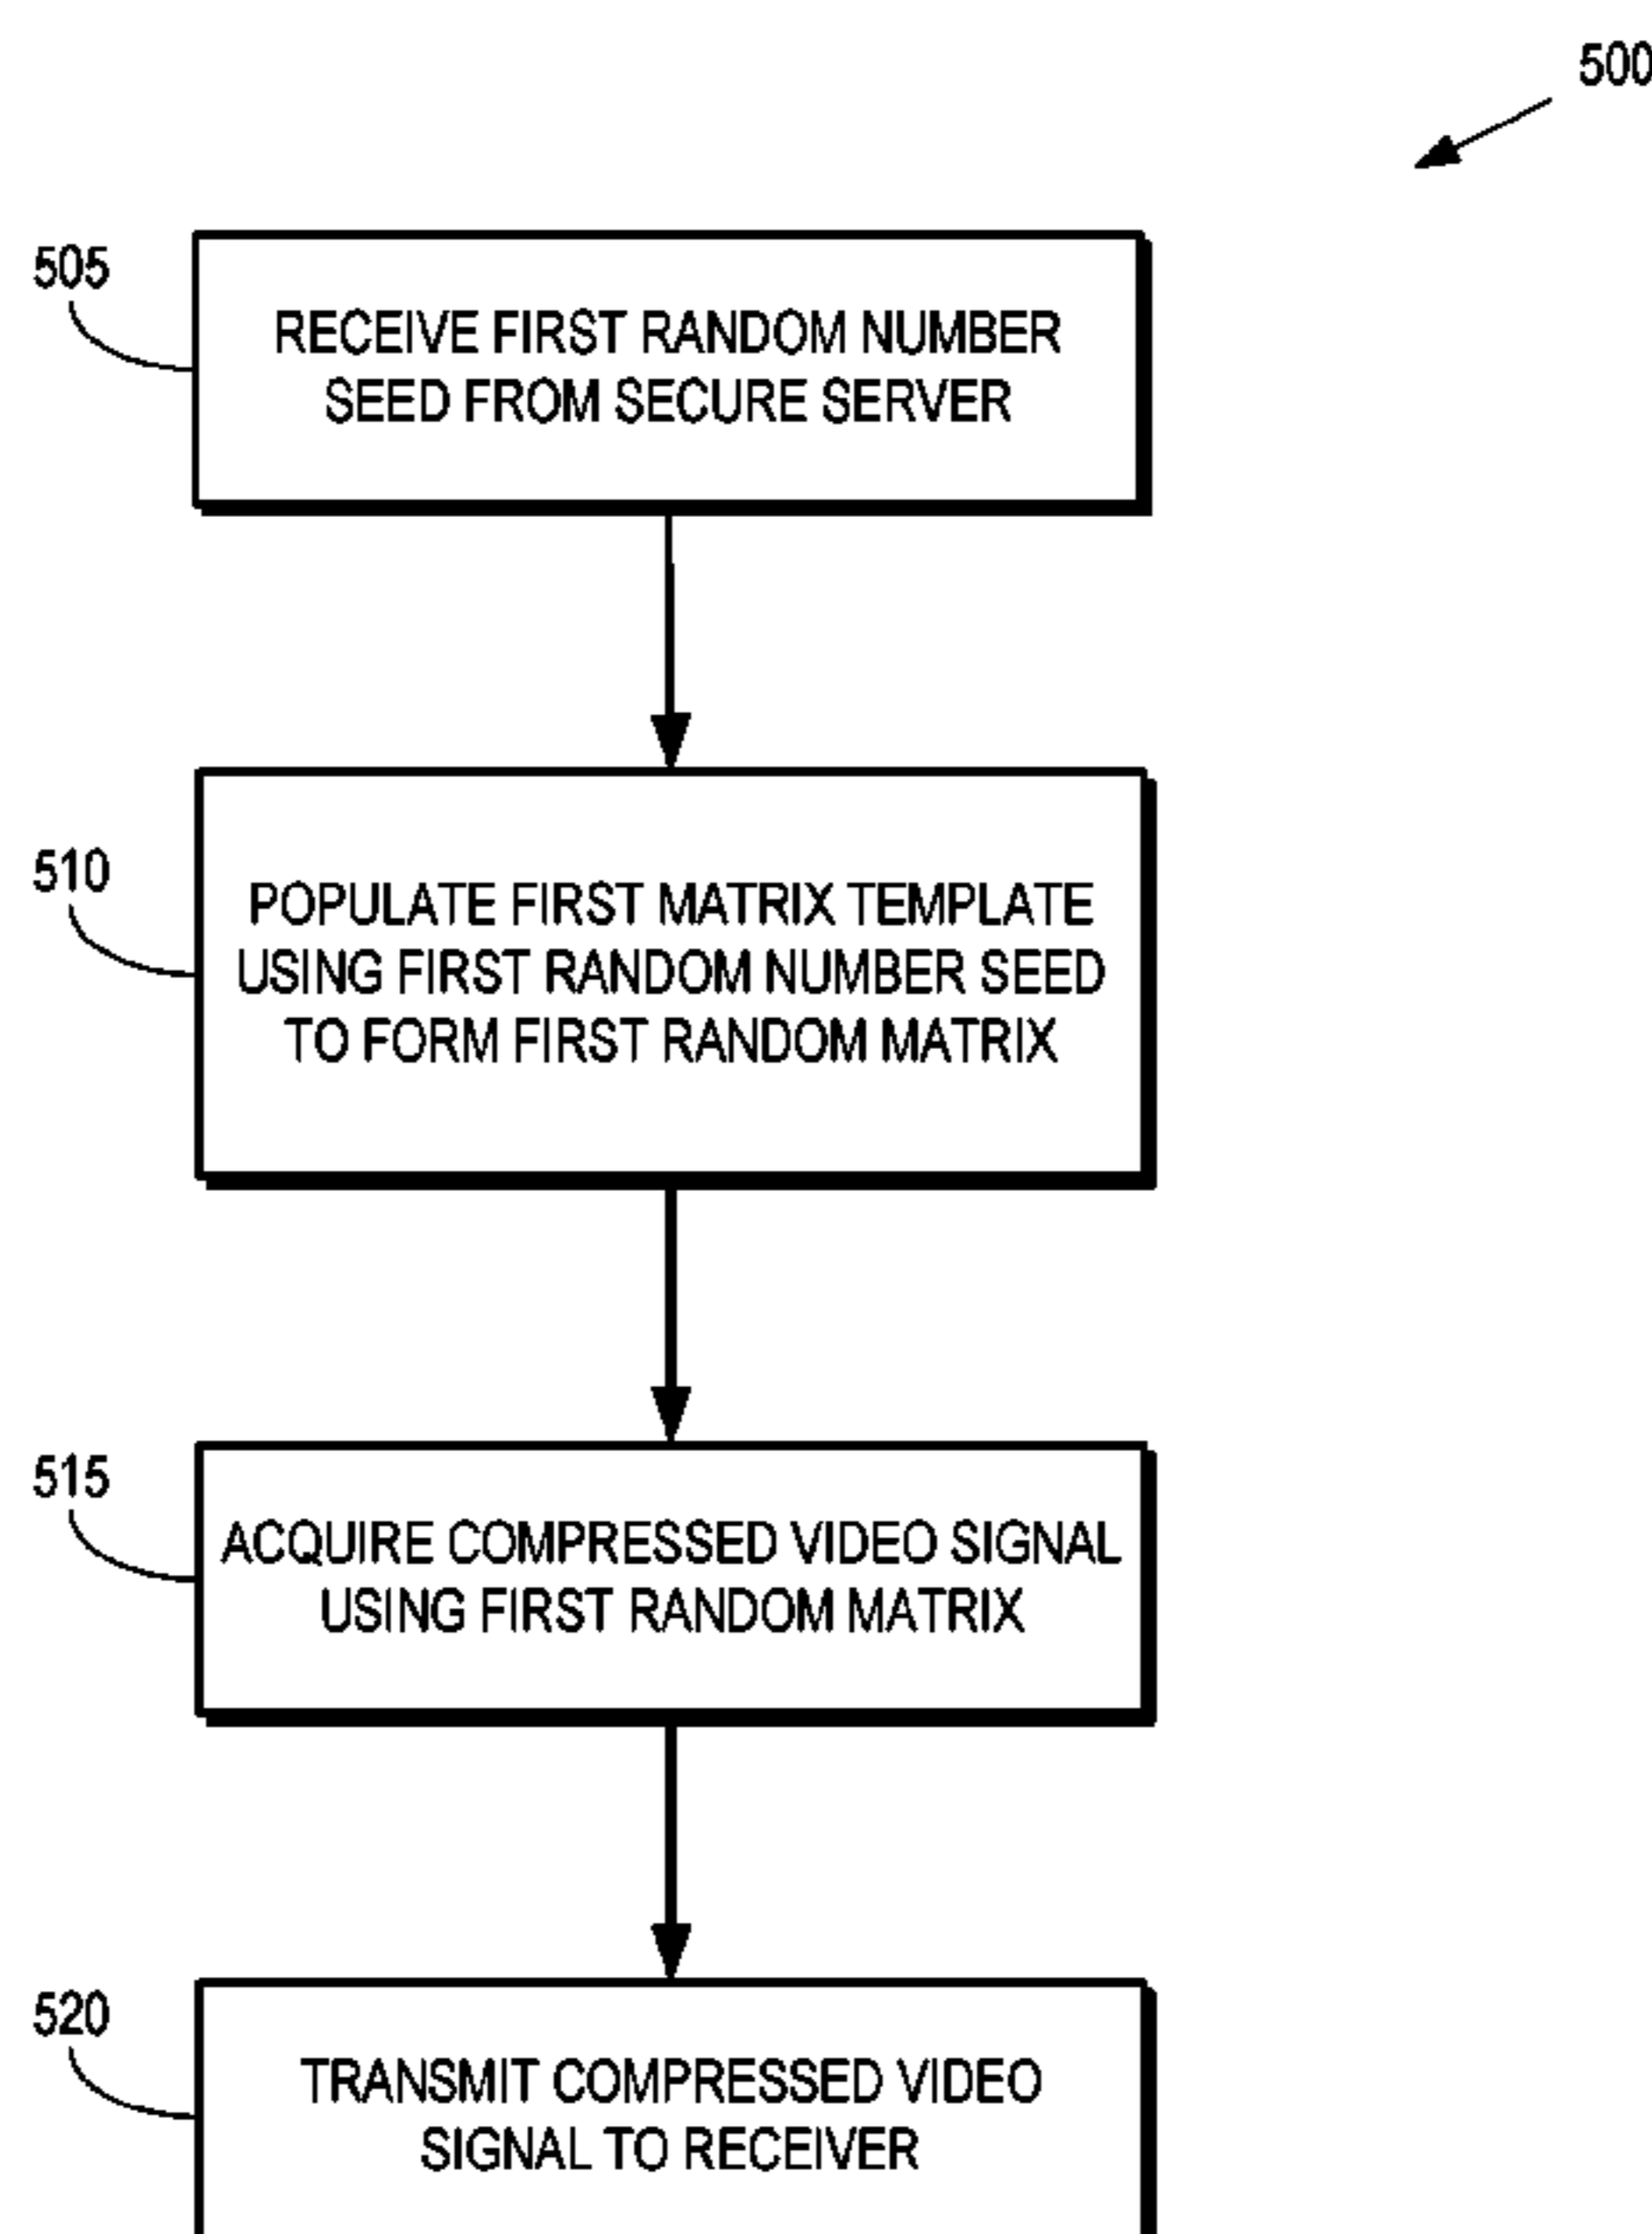 500
505
RECEIVE FIRST RANDOM NUMBER
SEED FROM SECURE SERVER
510
POPULATE FIRST MATRIX TEMPLATE
USING FIRST RANDOM NUMBER SEED
TO FORM FIRST RANDOM MATRIX
515
ACQUIRE COMPRESSED VIDEO SIGNAL
USING FIRST RANDOM MATRIX
520
TRANSMIT COMPRESSED VIDEO
SIGNAL TO RECEIVER